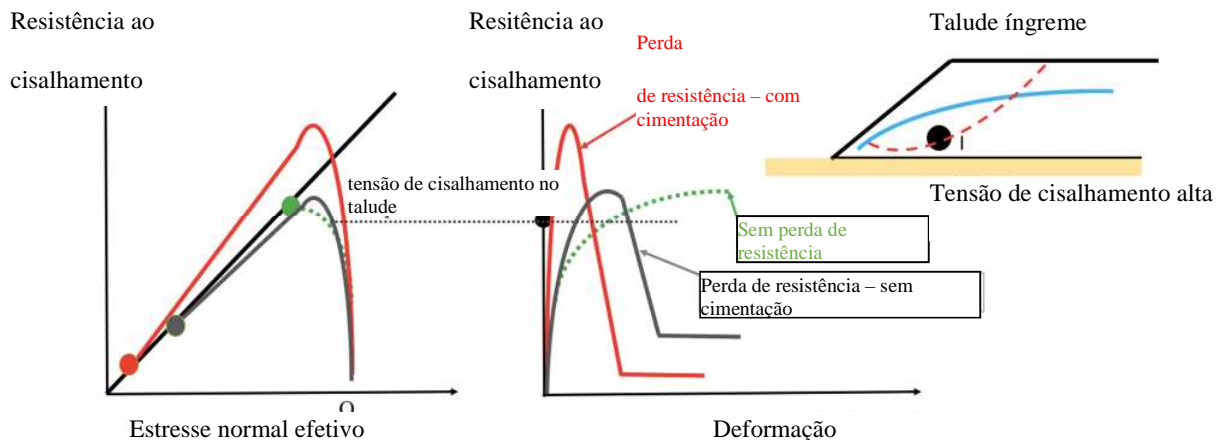 Resistência ao
cisalhamento
Resitência ao
cisalhamento
Perda
de resistência – com
cimentação
Talude íngreme
tensão de cisalhamento no
talude
Tensão de cisalhamento alta
Sem perda de
resistência
Perda de resistência – sem
cimentação
Estresse normal efetivo
Deformação